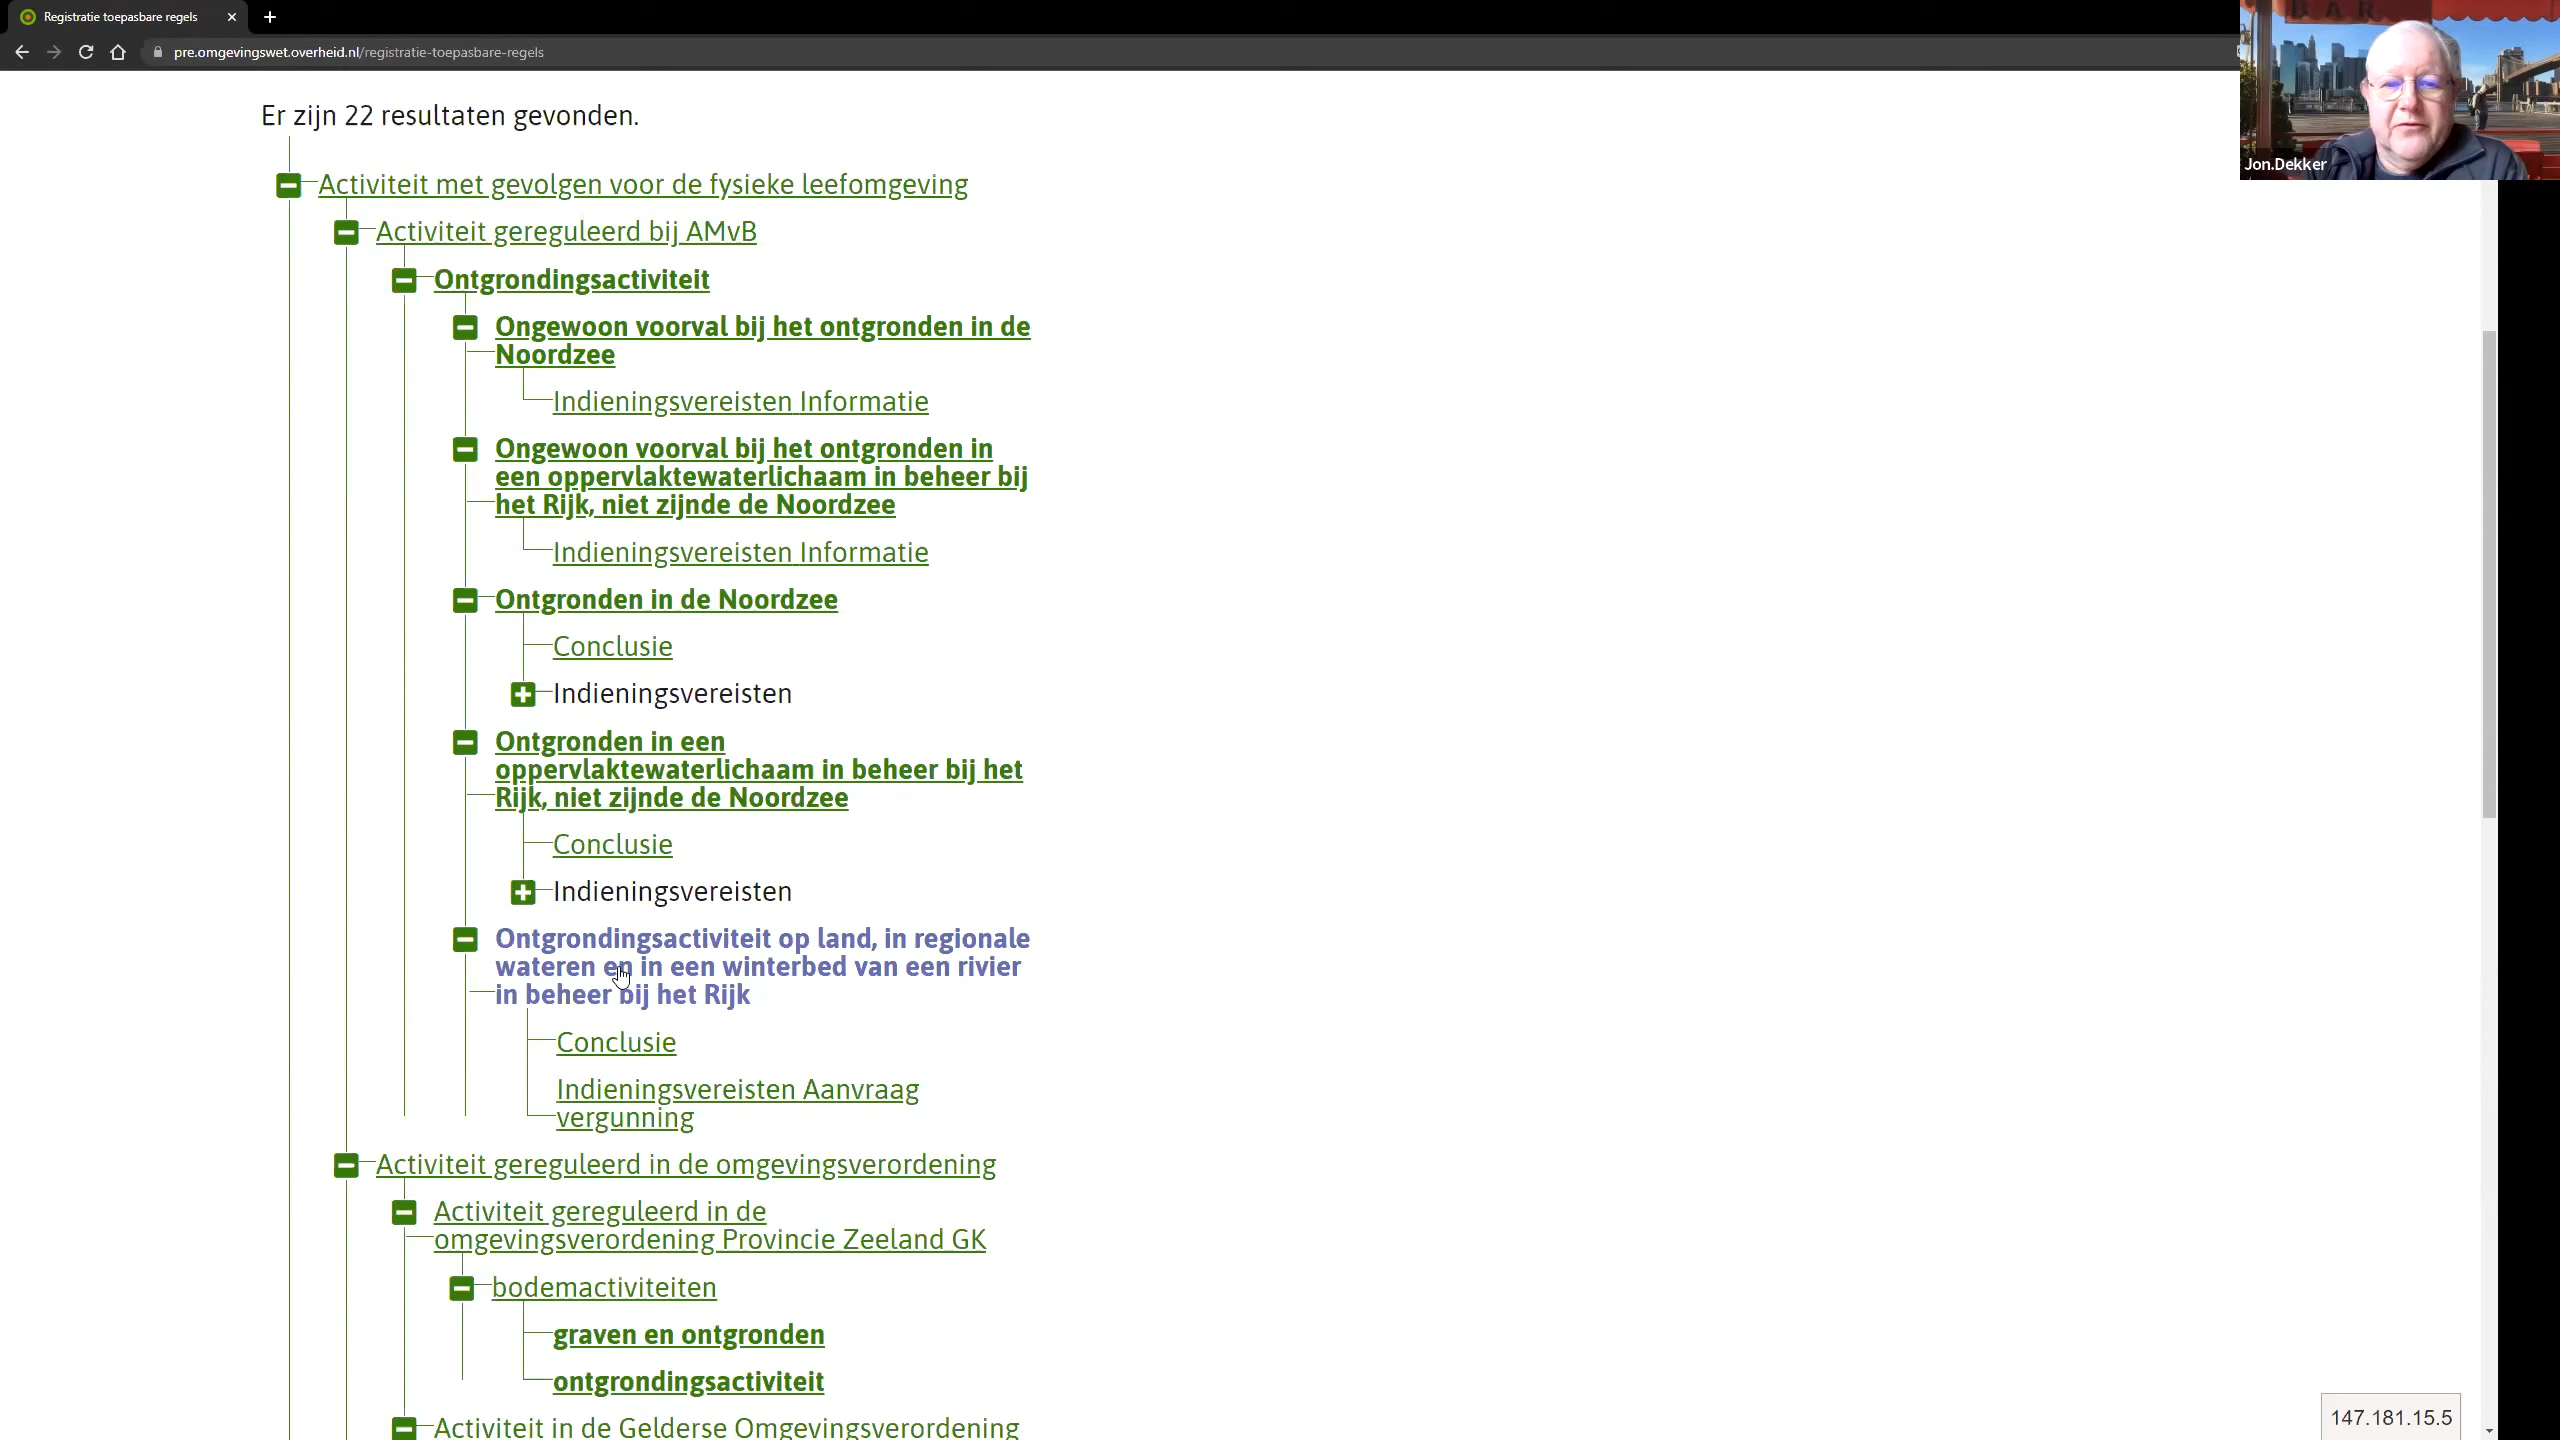 Registratie toepasbare regels
pre.omgevingswet.overheid.nl/registratie-toepasbare-regels
BAR
Jon.Dekker
Er zijn 22 resultaten gevonden.
Activiteit met gevolgen voor de fysieke leefomgeving
Activiteit gereguleerd bij AMvB
Ontgrondingsactiviteit
Ongewoon voorval bij het ontgronden in de
Noordzee
Indieningsvereisten Informatie
Ongewoon voorval bij het ontgronden in
een oppervlaktewaterlichaam in beheer bij
het Rijk, niet zijnde de Noordzee
Indieningsvereisten Informatie
Ontgronden in de Noordzee
Conclusie
Indieningsvereisten
Ontgronden in een
oppervlaktewaterlichaam in beheer bij het
Rijk, niet zijnde de Noordzee
Conclusie
Indieningsvereisten
Ontgrondingsactiviteit op land, in regionale
wateren en in een winterbed van een rivier
in beheer bij het Rijk
Conclusie
Indieningsvereisten Aanvraag
vergunning
Activiteit gereguleerd in de omgevingsverordening
Activiteit gereguleerd in de
omgevingsverordening Provincie Zeeland GK
bodemactiviteiten
graven en ontgronden
ontgrondingsactiviteit
Activiteit in de Gelderse Omgevingsverordening
147.181.15.5